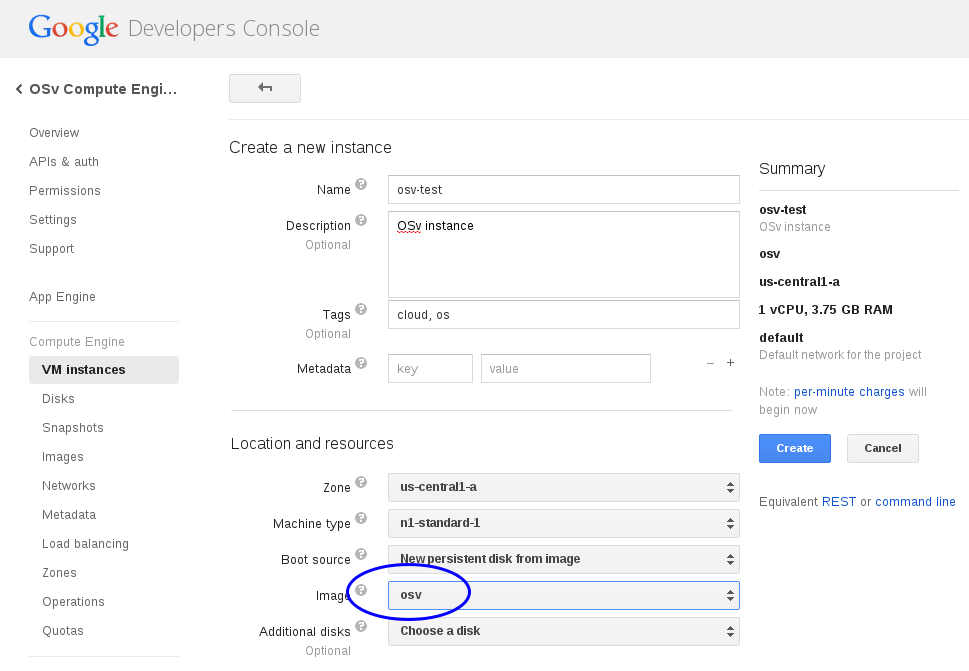 Google Developers Console
OSv Compute Engi...
Overview
APIs & auth
Permissions
Settings
Support
App Engine
Compute Engine
VM instances
Disks
Snapshots
Images
Networks
Metadata
Load balancing
Zones
Operations
Quotas
Create a new instance
Name ? osv-test
Description ? OSv instance
Optional
Tags ? cloud, os
Optional
Metadata ? key value − +
Location and resources
Zone ? us-central1-a
Machine type ? n1-standard-1
Boot source ? New persistent disk from image
Image ? osv
Additional disks ? Choose a disk
Optional
Summary
osv-test
OSv instance
osv
us-central1-a
1 vCPU, 3.75 GB RAM
default
Default network for the project
Note: per-minute charges will
begin now
Create Cancel
Equivalent REST or command line